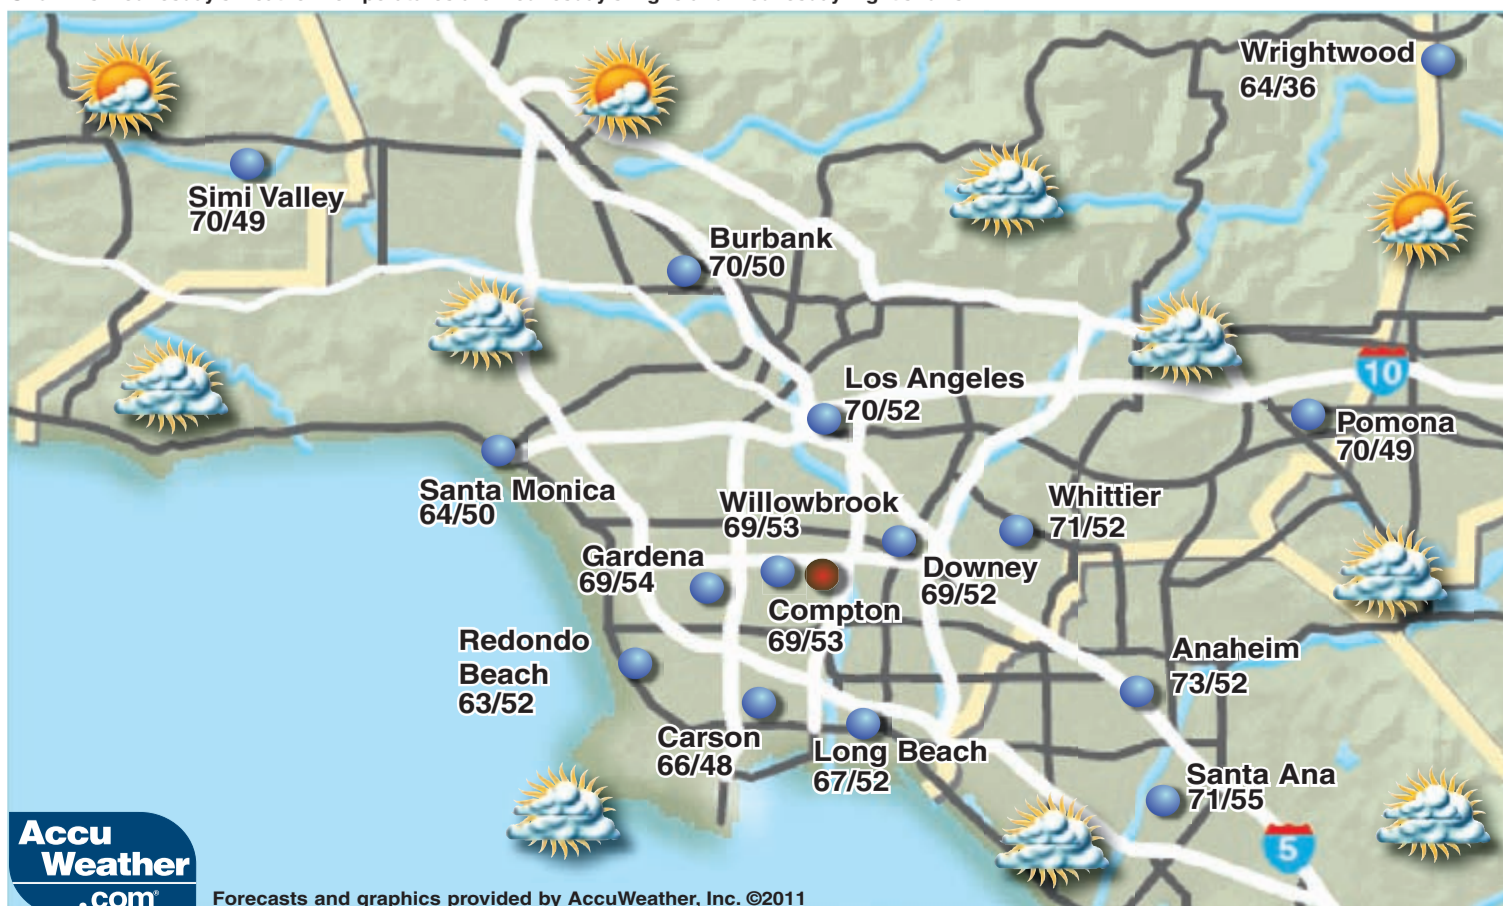 Wrightwood
64/36
Simi Valley
70/49
Burbank
70/50
Los Angeles
70/52
10
Pomona
70/49
Santa Monica
64/50
Willowbrook
69/53
Whittier
71/52
Gardena
69/54
Downey
69/52
Compton
69/53
Redondo
Beach
63/52
Anaheim
73/52
Carson
66/48
Long Beach
67/52
Santa Ana
71/55
5
Accu
Weather
.com®
Forecasts and graphics provided by AccuWeather, Inc. ©2011